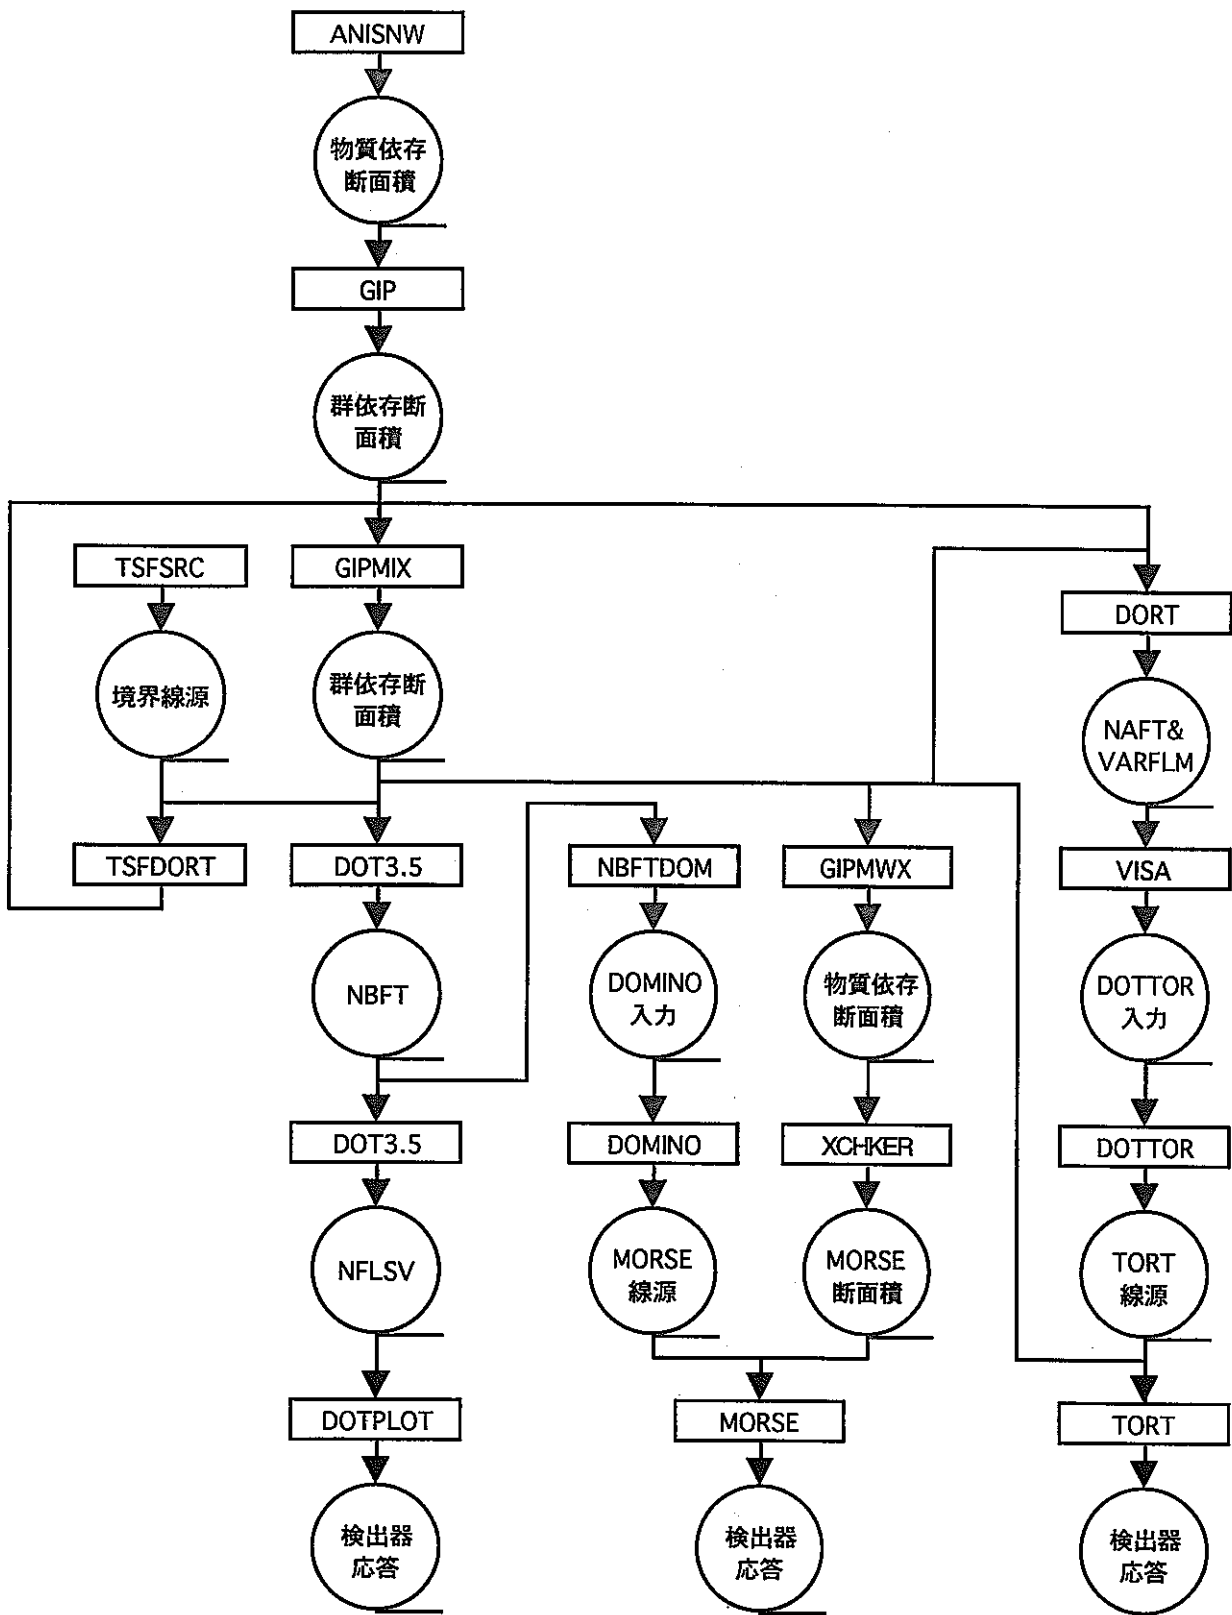 ANISNW
物質依存
断面積
GIP
群依存断
面積
TSFSRC
GIPMIX
DORT
境界線源
群依存断
面積
NAFT&
VARFLM
TSFDORT
DOT3.5
NBFTDOM
GIPMWX
VISA
NBFT
DOMINO
入力
物質依存
断面積
DOTTOR
入力
DOT3.5
DOMINO
XCHKER
DOTTOR
NFLSV
MORSE
線源
MORSE
断面積
TORT
線源
DOTPLOT
MORSE
TORT
検出器
応答
検出器
応答
検出器
応答